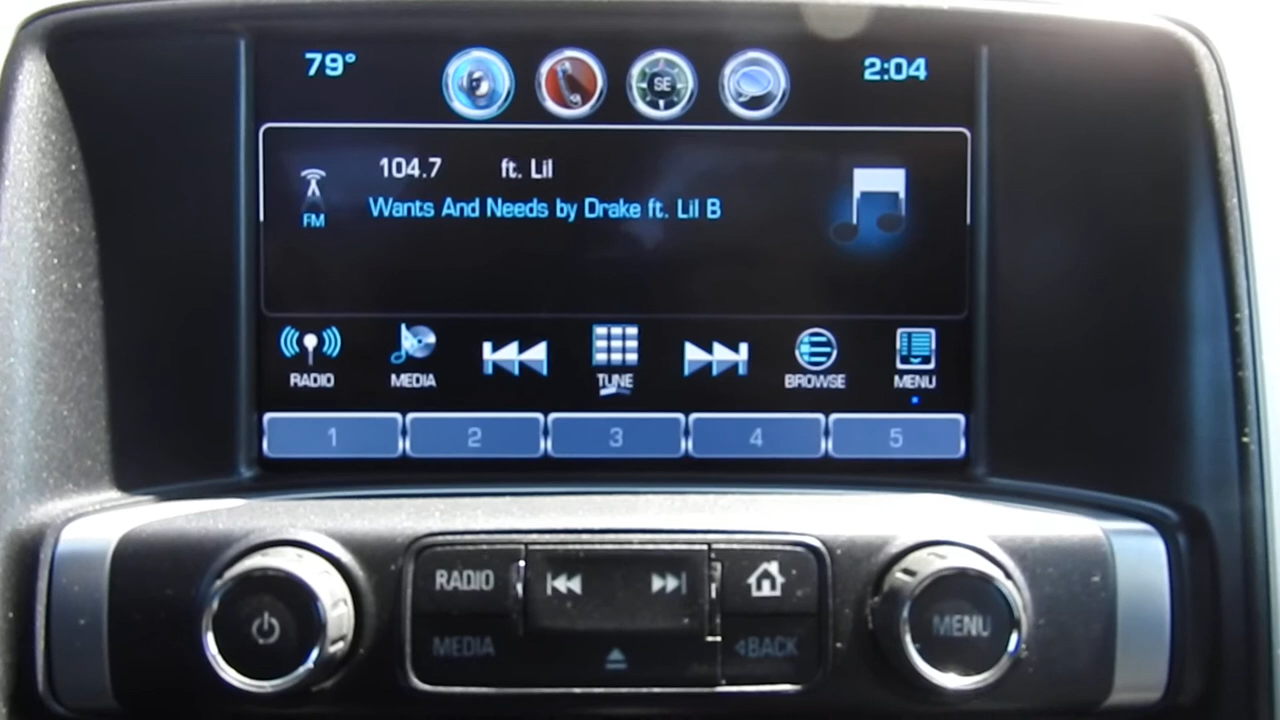 79°
SE
2:04
104.7 ft. Lil
FM
Wants And Needs by Drake ft. Lil B
RADIO MEDIA TUNE BROWSE MENU
1 2 3 4 5
RADIO
MENU
MEDIA
BACK